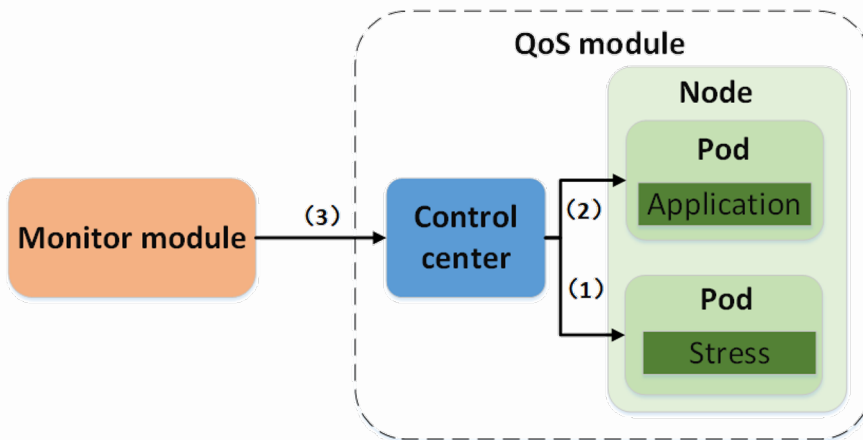 QoS module
Node
Pod
Application
(2)
(3)
Monitor module
Control
center
(1)
Pod
Stress